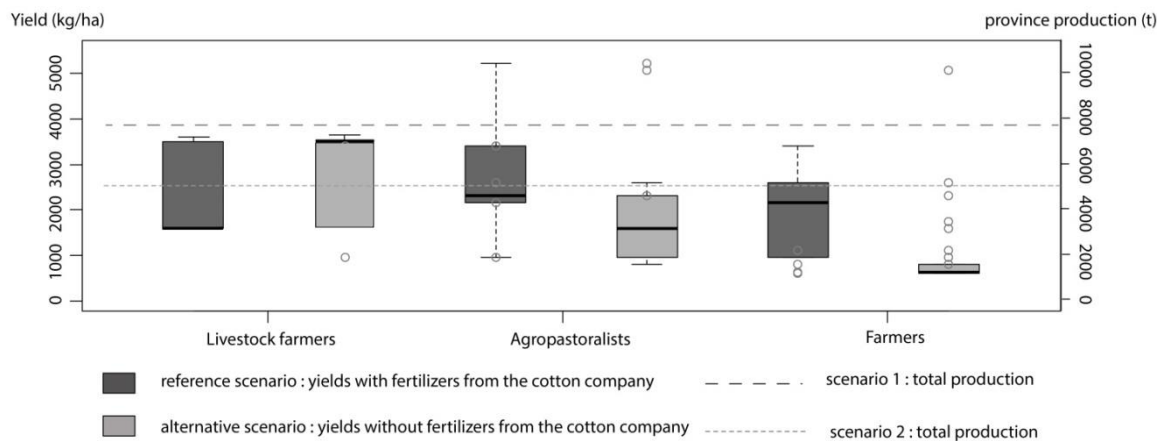 Yield (kg/ha)
province production (t)
5000
4000
3000
2000
1000
0
10000
8000
6000
4000
2000
0
Livestock farmers
Agropastoralists
Farmers
reference scenario : yields with fertilizers from the cotton company
scenario 1 : total production
alternative scenario : yields without fertilizers from the cotton company
scenario 2 : total production